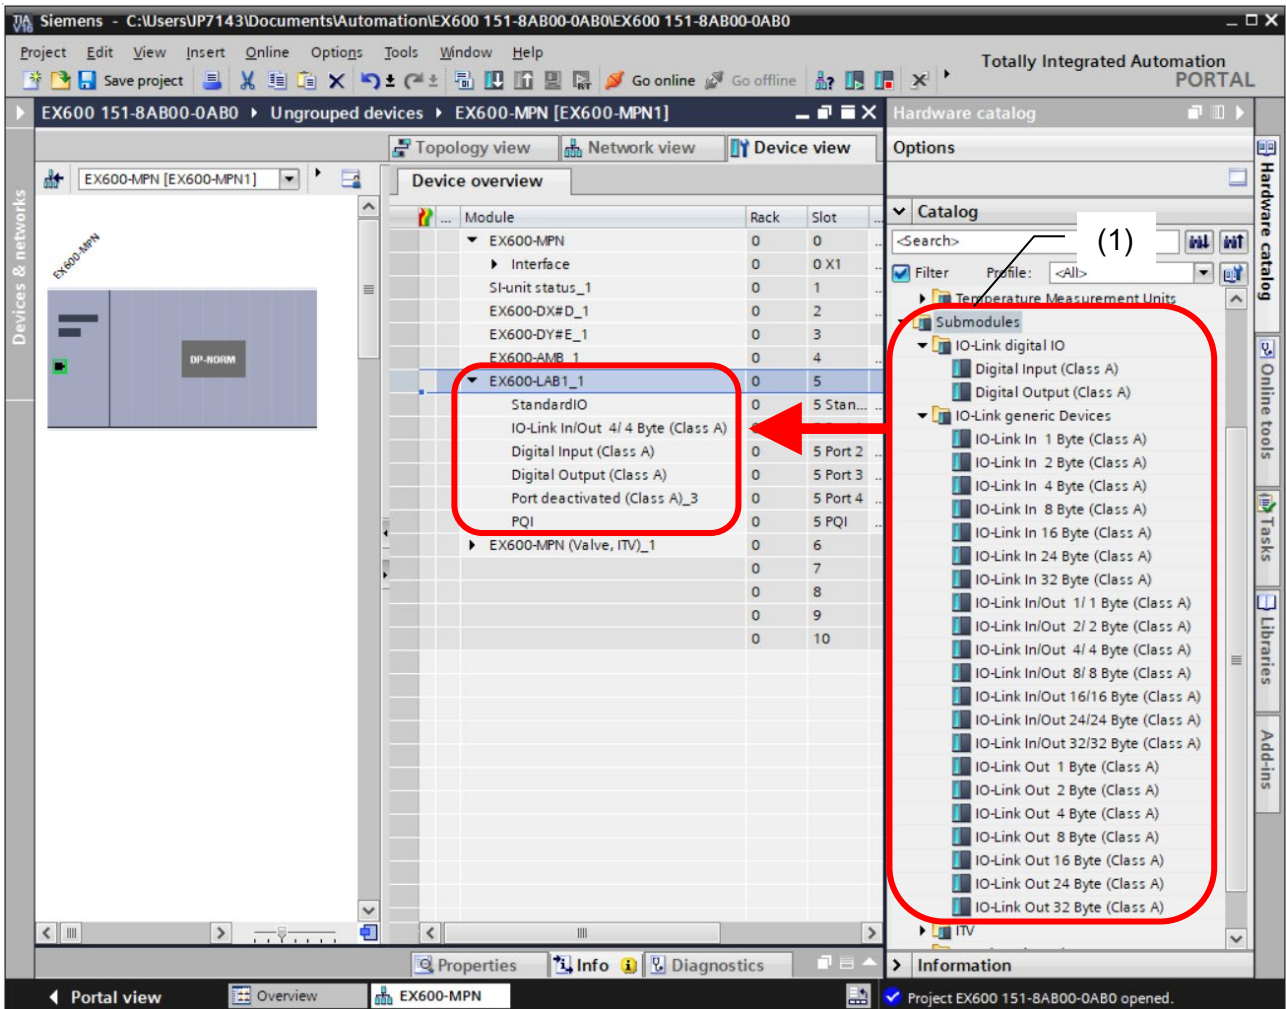 TIA V16 Siemens - C:\Users\JP7143\Documents\Automation\EX600 151-8AB00-0AB0\EX600 151-8AB00-0AB0
Project Edit View Insert Online Options Tools Window Help
Totally Integrated Automation
PORTAL
Save project Go online Go offline
EX600 151-8AB00-0AB0 Ungrouped devices EX600-MPN [EX600-MPN1]
Hardware catalog
Topology view Network view Device view
Options
EX600-MPN [EX600-MPN1]
Device overview
Devices & networks
EX600-MPN
DP-NORM
... Module Rack Slot ...
EX600-MPN 0 0 ...
Interface 0 0 X1 ...
SI-unit status_1 0 1 ...
EX600-DX#D_1 0 2 ...
EX600-DY#E_1 0 3 ...
EX600-AMB_1 0 4 ...
EX600-LAB1_1 0 5
StandardIO 0 5 Stan... ...
IO-Link In/Out 4/ 4 Byte (Class A)
Digital Input (Class A) 0 5 Port 2 ...
Digital Output (Class A) 0 5 Port 3 ...
Port deactivated (Class A)_3 0 5 Port 4 ...
PQI 0 5 PQI ...
EX600-MPN (Valve, ITV)_1 0 6
0 7
0 8
0 9
0 10
Catalog
<Search>
(1)
Filter Profile: <All>
Temperature Measurement Units
Submodules
IO-Link digital IO
Digital Input (Class A)
Digital Output (Class A)
IO-Link generic Devices
IO-Link In 1 Byte (Class A)
IO-Link In 2 Byte (Class A)
IO-Link In 4 Byte (Class A)
IO-Link In 8 Byte (Class A)
IO-Link In 16 Byte (Class A)
IO-Link In 24 Byte (Class A)
IO-Link In 32 Byte (Class A)
IO-Link In/Out 1/ 1 Byte (Class A)
IO-Link In/Out 2/ 2 Byte (Class A)
IO-Link In/Out 4/ 4 Byte (Class A)
IO-Link In/Out 8/ 8 Byte (Class A)
IO-Link In/Out 16/16 Byte (Class A)
IO-Link In/Out 24/24 Byte (Class A)
IO-Link In/Out 32/32 Byte (Class A)
IO-Link Out 1 Byte (Class A)
IO-Link Out 2 Byte (Class A)
IO-Link Out 4 Byte (Class A)
IO-Link Out 8 Byte (Class A)
IO-Link Out 16 Byte (Class A)
IO-Link Out 24 Byte (Class A)
IO-Link Out 32 Byte (Class A)
ITV
Information
Hardware catalog
Online tools
Tasks
Libraries
Add-ins
Properties Info Diagnostics
Portal view Overview EX600-MPN
Project EX600 151-8AB00-0AB0 opened.